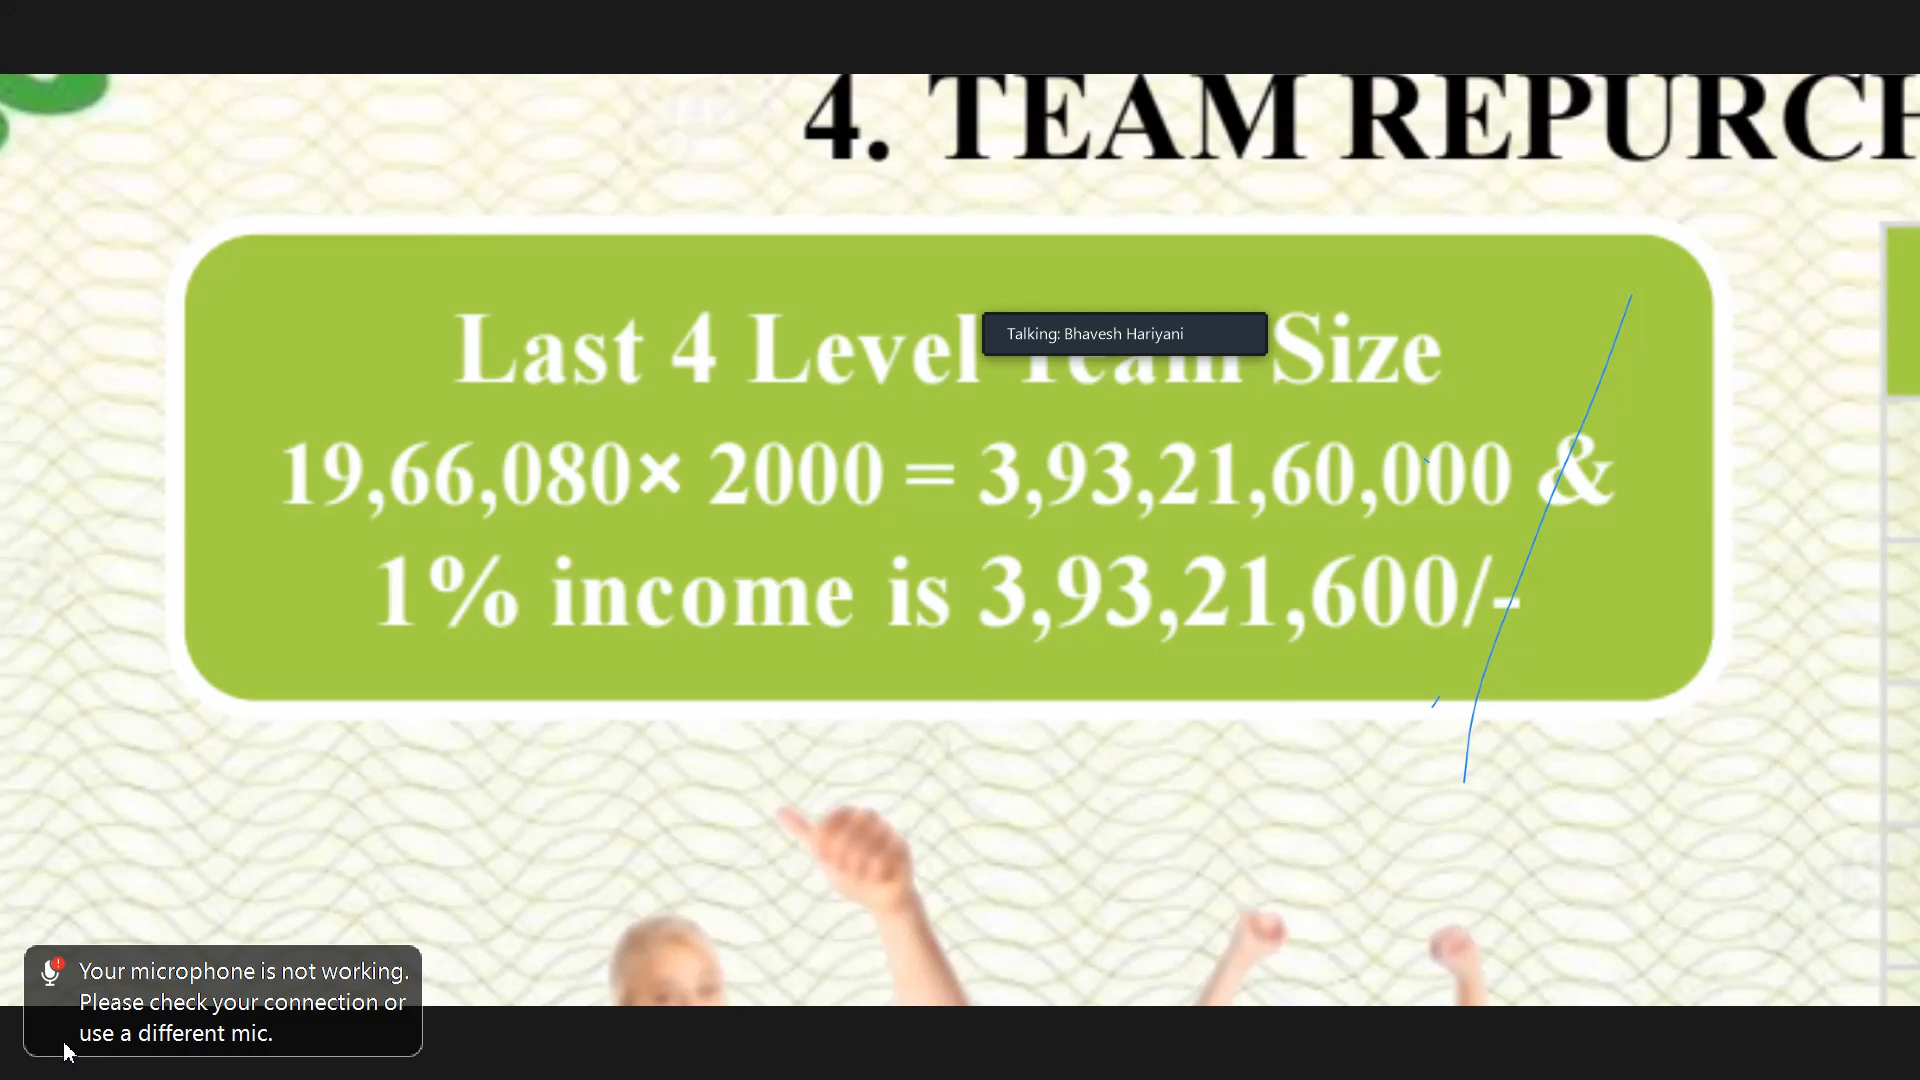 4. TEAM REPURCH
Last 4 Level Team Size
Talking: Bhavesh Hariyani
19,66,080× 2000 = 3,93,21,60,000 &
1% income is 3,93,21,600/-
Your microphone is not working.
Please check your connection or
use a different mic.